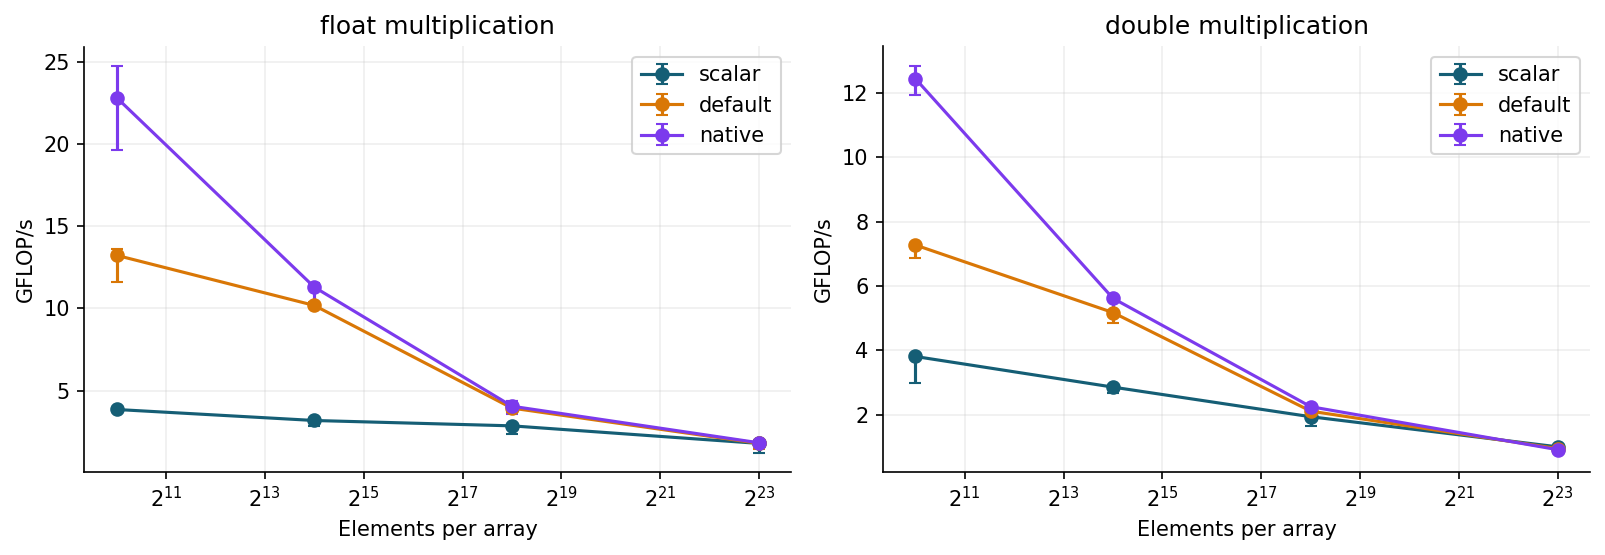 float multiplication
25
20
15
10
5
GFLOP/s
scalar
default
native
2^11 2^13 2^15 2^17 2^19 2^21 2^23
Elements per array
double multiplication
12
10
8
6
4
2
GFLOP/s
scalar
default
native
2^11 2^13 2^15 2^17 2^19 2^21 2^23
Elements per array